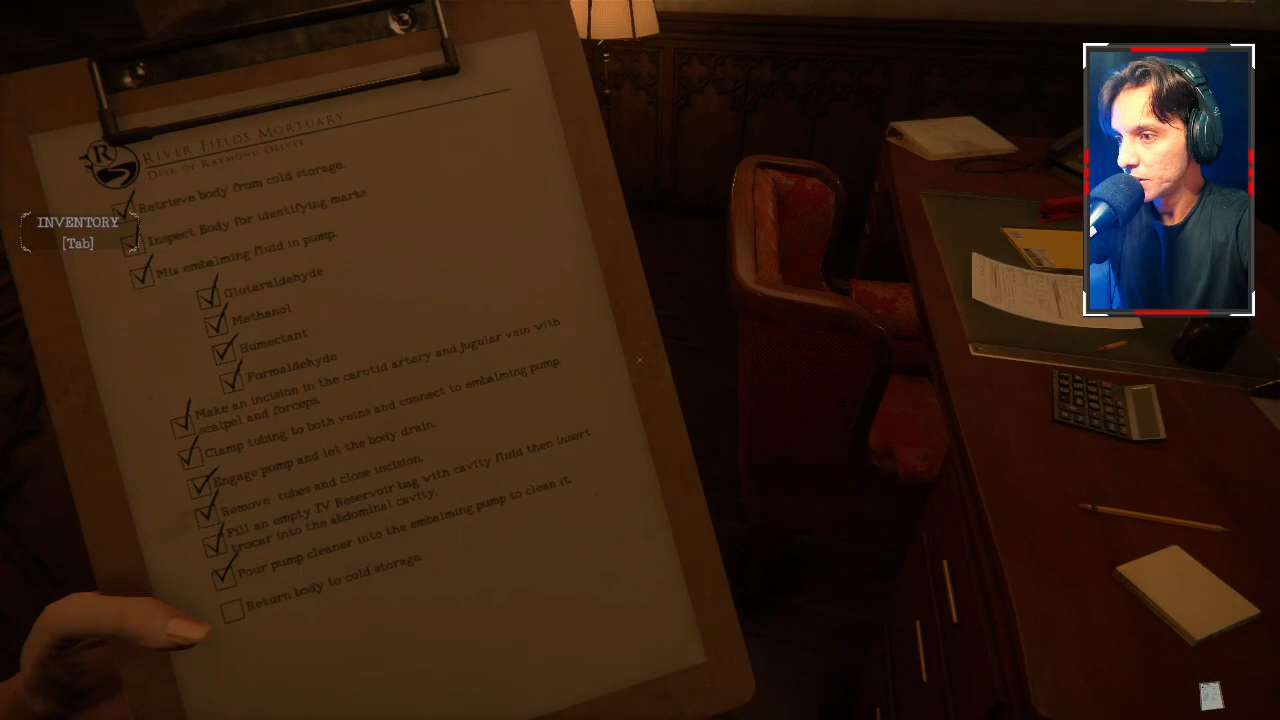 RIVER FIELDS MORTUARY
DESK OF RAYMOND DELVER
Retrieve body from cold storage.
INVENTORY
[Tab]
Inspect Body for identifying marks
Mix embalming fluid in pump.
Glutaraldehyde
Methanol
Humectant
Formaldehyde
Make an incision in the carotid artery and jugular vein with
scalpel and forceps.
Clamp tubing to both veins and connect to embalming pump
Engage pump and let the body drain.
Remove tubes and close incision.
Fill an empty IV Reservoir bag with cavity fluid then insert
trocar into the abdominal cavity.
Pour pump cleaner into the embalming pump to clean it.
Return body to cold storage.